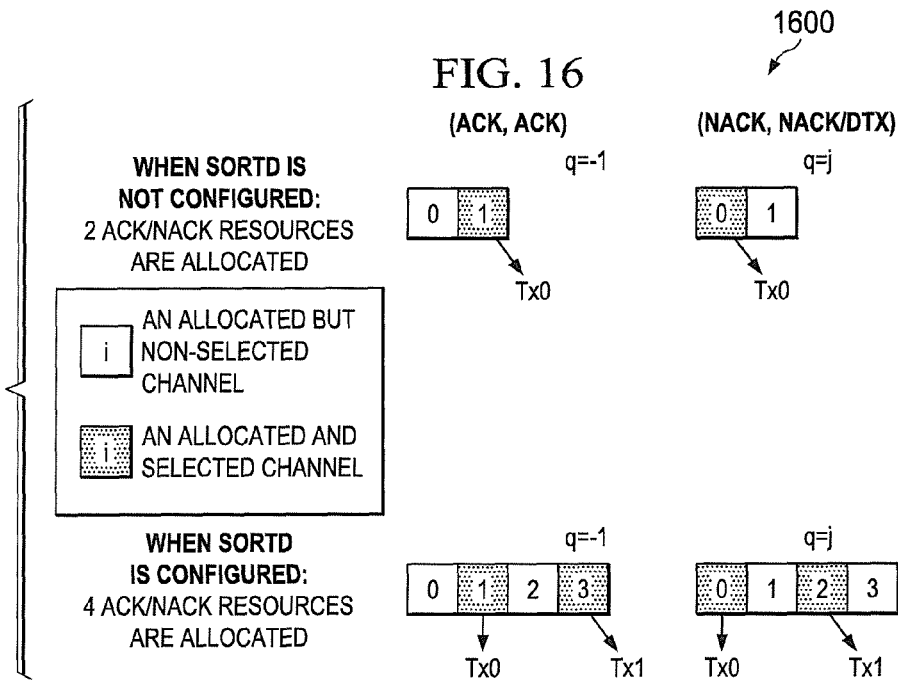 1600
FIG. 16
(ACK, ACK)
(NACK, NACK/DTX)
WHEN SORTD IS
NOT CONFIGURED:
2 ACK/NACK RESOURCES
ARE ALLOCATED
q=-1
0 1
Tx0
q=j
0 1
Tx0
i
AN ALLOCATED BUT
NON-SELECTED
CHANNEL
i
AN ALLOCATED AND
SELECTED CHANNEL
WHEN SORTD
IS CONFIGURED:
4 ACK/NACK RESOURCES
ARE ALLOCATED
q=-1
0 1 2 3
Tx0 Tx1
q=j
0 1 2 3
Tx0 Tx1